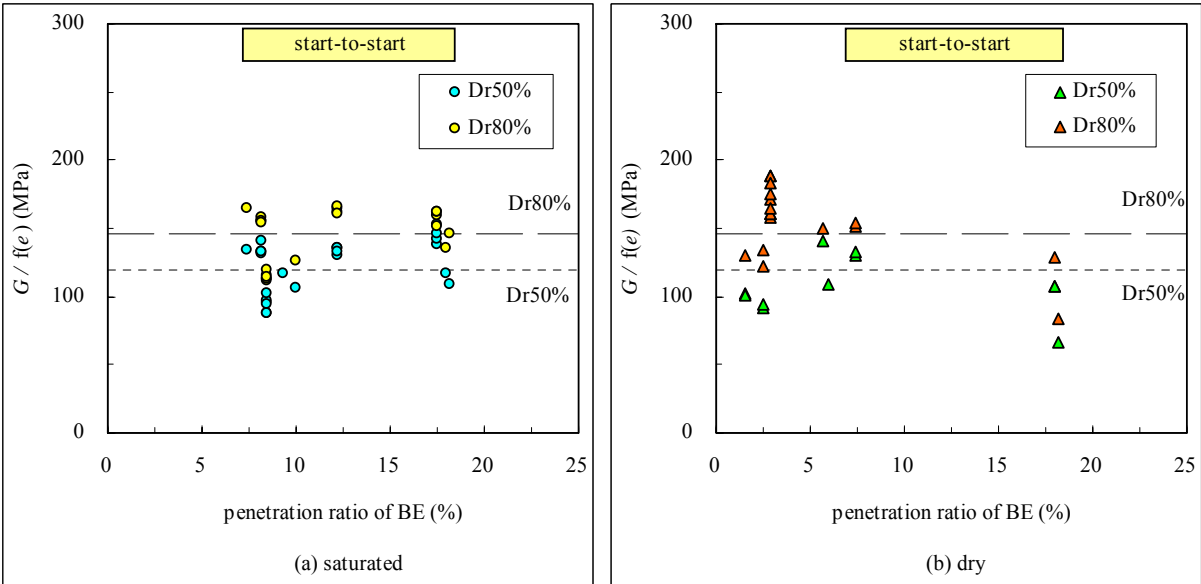 start-to-start
Dr50%
Dr80%
300
200
100
0
G / f(e) (MPa)
Dr80%
Dr50%
0 5 10 15 20 25
penetration ratio of BE (%)
(a) saturated
start-to-start
Dr50%
Dr80%
300
200
100
0
G / f(e) (MPa)
Dr80%
Dr50%
0 5 10 15 20 25
penetration ratio of BE (%)
(b) dry